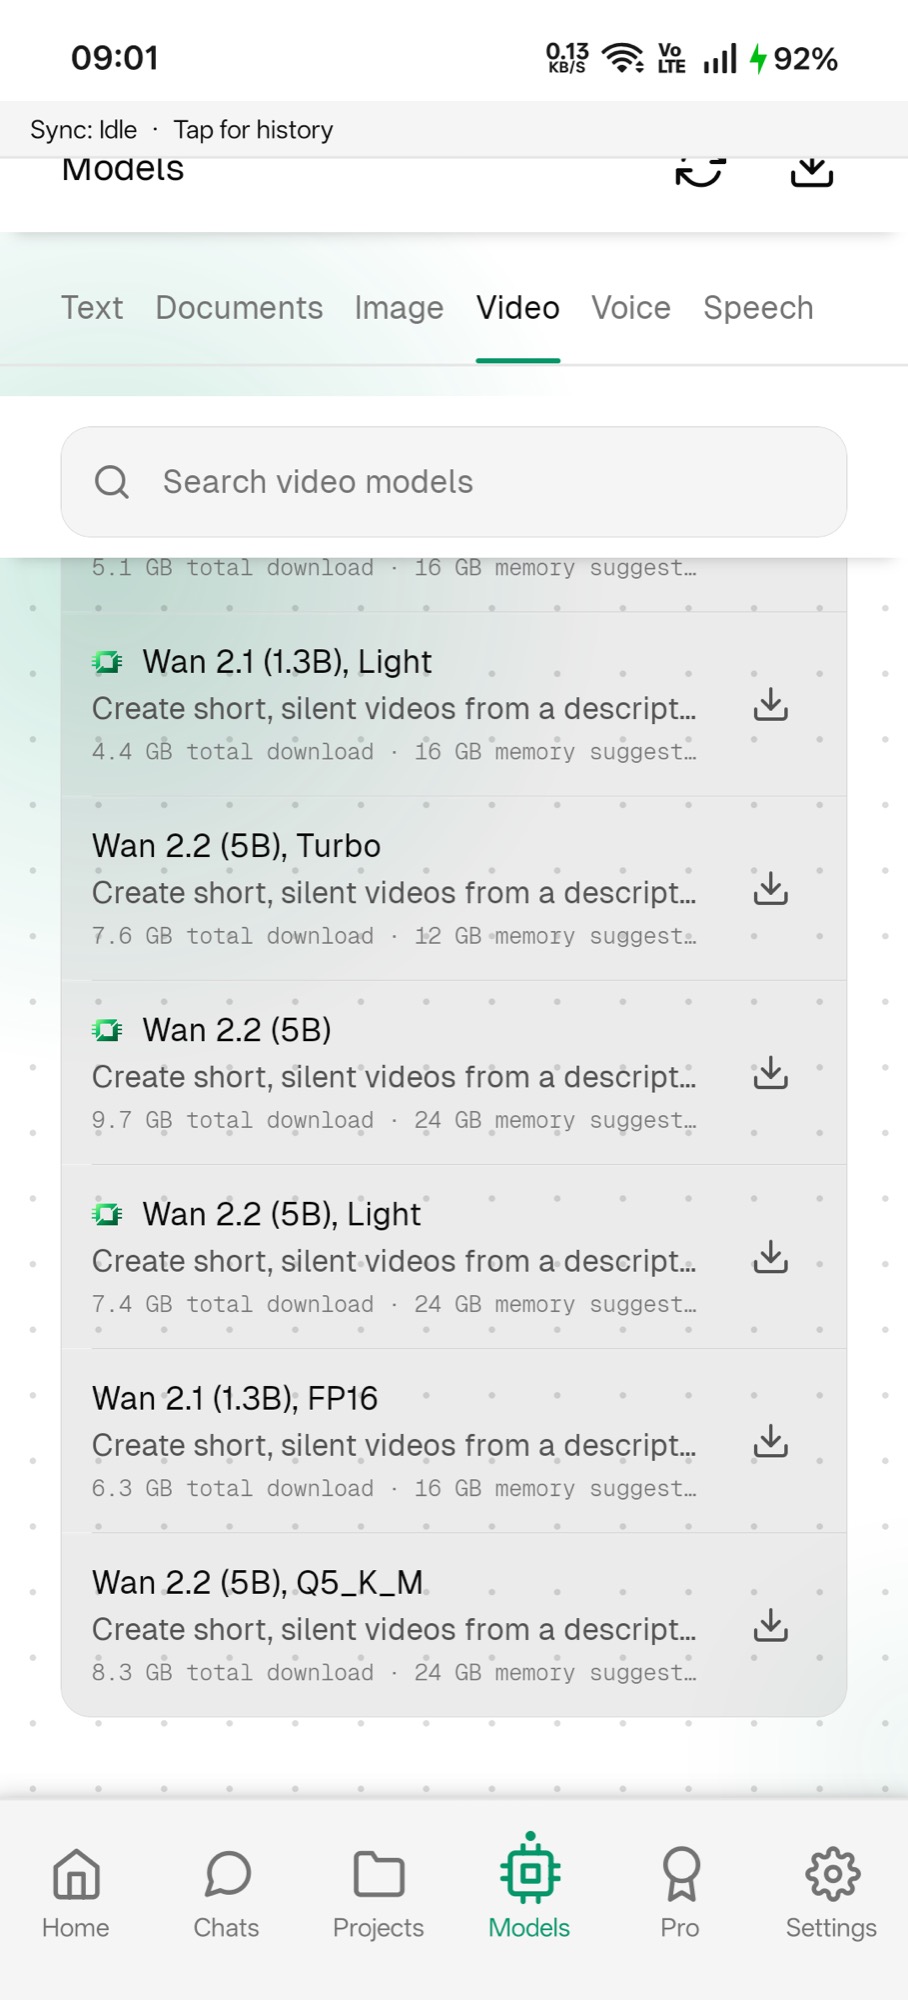 09:01
0.13 KB/S Vo LTE 92%
Sync: Idle · Tap for history
Models
Text Documents Image Video Voice Speech
Search video models
5.1 GB total download · 16 GB memory suggest…
Wan 2.1 (1.3B), Light
Create short, silent videos from a descript...
4.4 GB total download · 16 GB memory suggest…
Wan 2.2 (5B), Turbo
Create short, silent videos from a descript...
7.6 GB total download · 12 GB memory suggest…
Wan 2.2 (5B)
Create short, silent videos from a descript...
9.7 GB total download · 24 GB memory suggest…
Wan 2.2 (5B), Light
Create short, silent videos from a descript...
7.4 GB total download · 24 GB memory suggest…
Wan 2.1 (1.3B), FP16
Create short, silent videos from a descript...
6.3 GB total download · 16 GB memory suggest…
Wan 2.2 (5B), Q5_K_M
Create short, silent videos from a descript...
8.3 GB total download · 24 GB memory suggest…
Home Chats Projects Models Pro Settings